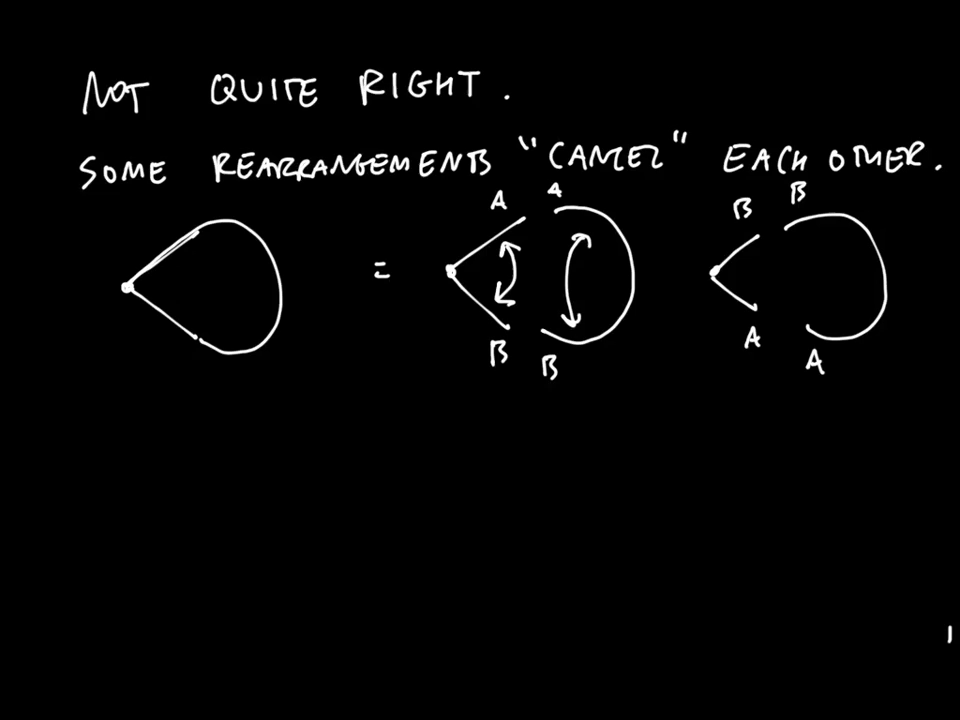 NOT QUITE RIGHT.
SOME REARRANGEMENTS "CANCEL" EACH OTHER.
A A B B
=
B B A A
1